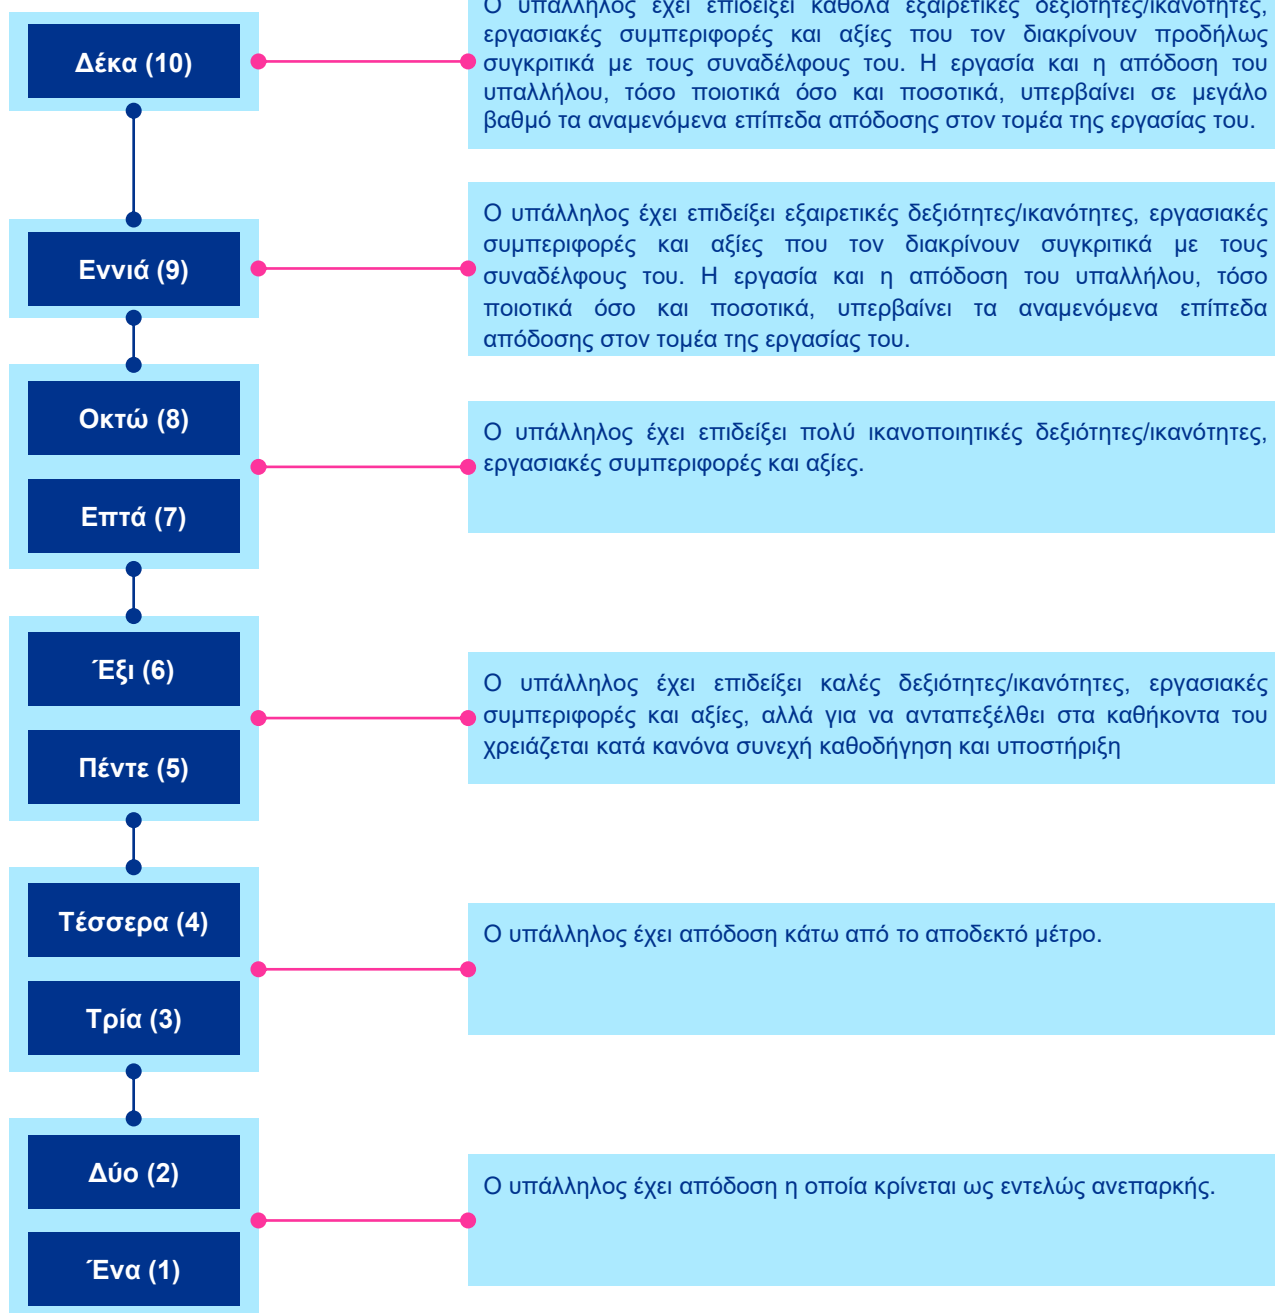 Δέκα (10)
Ο υπάλληλος έχει επιδείξει καθόλα εξαιρετικές δεξιότητες/ικανότητες,
εργασιακές συμπεριφορές και αξίες που τον διακρίνουν προδήλως
συγκριτικά με τους συναδέλφους του. Η εργασία και η απόδοση του
υπαλλήλου, τόσο ποιοτικά όσο και ποσοτικά, υπερβαίνει σε μεγάλο
βαθμό τα αναμενόμενα επίπεδα απόδοσης στον τομέα της εργασίας του.
Εννιά (9)
Ο υπάλληλος έχει επιδείξει εξαιρετικές δεξιότητες/ικανότητες, εργασιακές
συμπεριφορές και αξίες που τον διακρίνουν συγκριτικά με τους
συναδέλφους του. Η εργασία και η απόδοση του υπαλλήλου, τόσο
ποιοτικά όσο και ποσοτικά, υπερβαίνει τα αναμενόμενα επίπεδα
απόδοσης στον τομέα της εργασίας του.
Οκτώ (8)
Επτά (7)
Ο υπάλληλος έχει επιδείξει πολύ ικανοποιητικές δεξιότητες/ικανότητες,
εργασιακές συμπεριφορές και αξίες.
Έξι (6)
Πέντε (5)
Ο υπάλληλος έχει επιδείξει καλές δεξιότητες/ικανότητες, εργασιακές
συμπεριφορές και αξίες, αλλά για να ανταπεξέλθει στα καθήκοντα του
χρειάζεται κατά κανόνα συνεχή καθοδήγηση και υποστήριξη
Τέσσερα (4)
Τρία (3)
Ο υπάλληλος έχει απόδοση κάτω από το αποδεκτό μέτρο.
Δύο (2)
Ένα (1)
Ο υπάλληλος έχει απόδοση η οποία κρίνεται ως εντελώς ανεπαρκής.